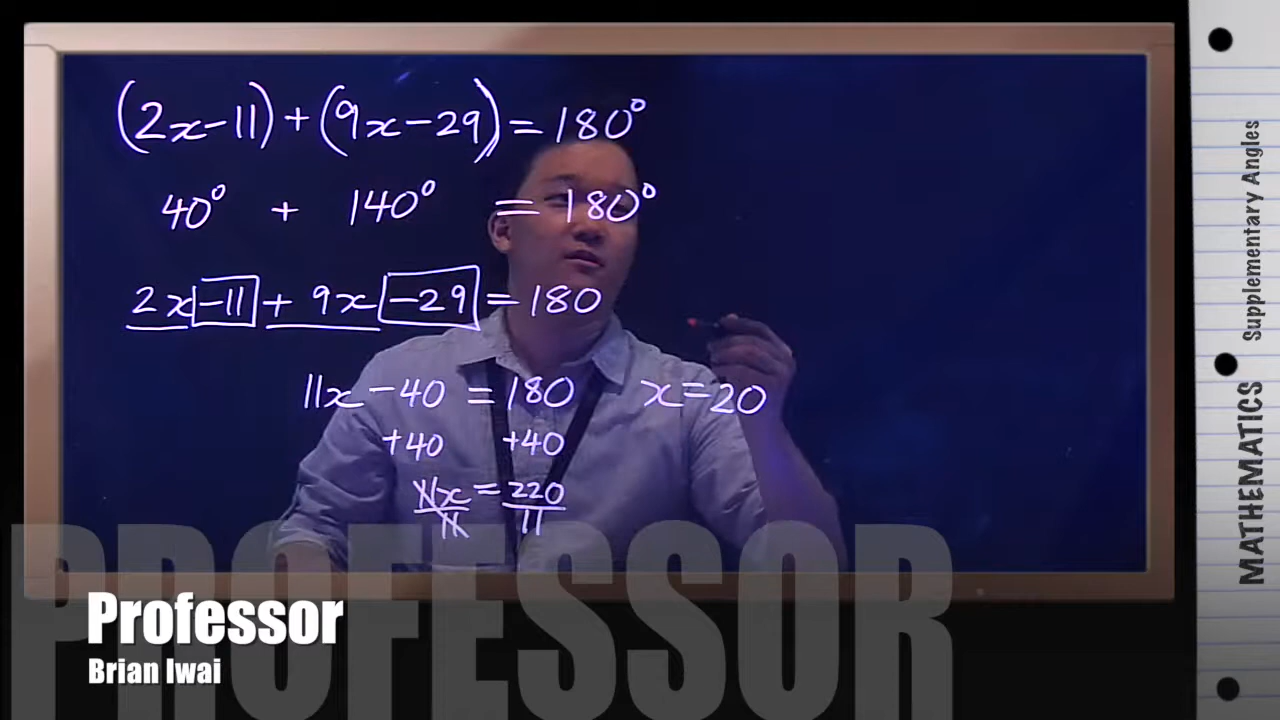 (2x-11)+(9x-29)=180°
40° + 140° = 180°
2x-11+9x-29=180
11x-40=180 x=20
+40 +40
11x=220
11 11
PROFESSOR
Professor
Brian Iwai
MATHEMATICS Supplementary Angles